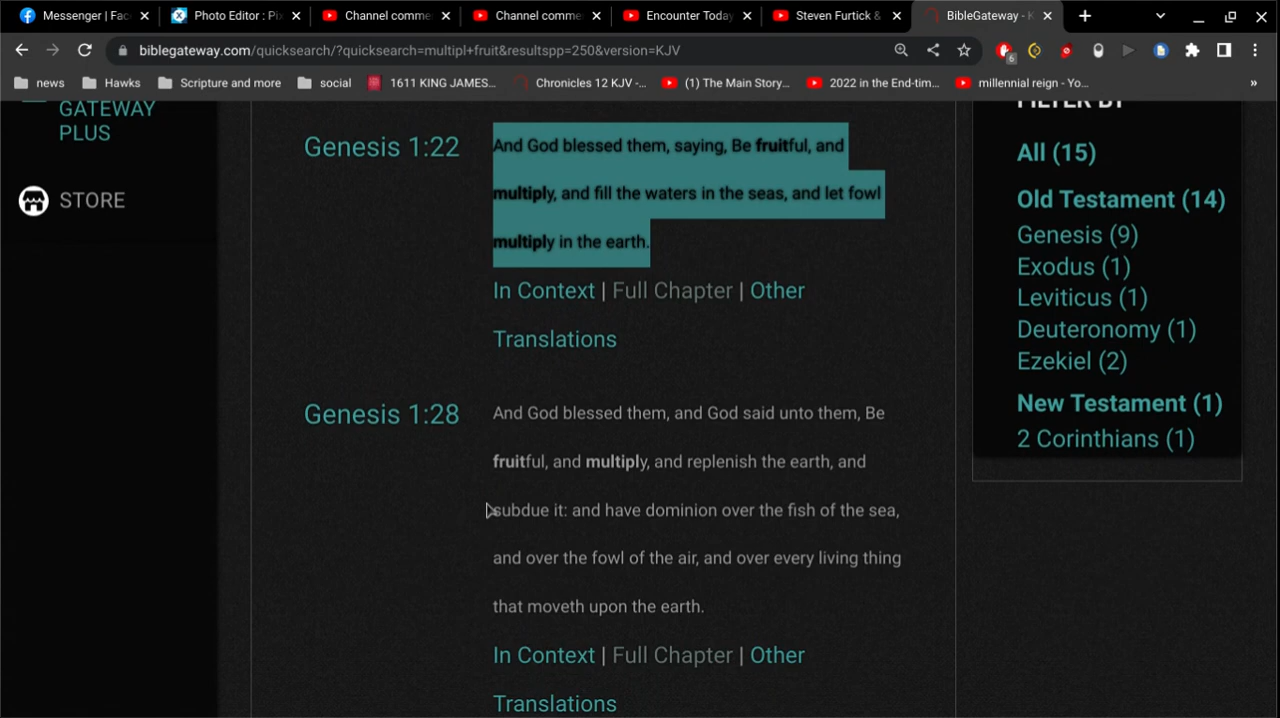 Messenger | Fac
Photo Editor : Pix
Channel comme
Channel comme
Encounter Today
Steven Furtick &
BibleGateway - K
biblegateway.com/quicksearch/?quicksearch=multipl+fruit&resultspp=250&version=KJV
6
news
Hawks
Scripture and more
social
1611 KING JAMES...
Chronicles 12 KJV -...
(1) The Main Story...
2022 in the End-tim...
millennial reign - Yo...
»
GATEWAY
PLUS
STORE
Genesis 1:22
And God blessed them, saying, Be fruitful, and
multiply, and fill the waters in the seas, and let fowl
multiply in the earth.
In Context | Full Chapter | Other
Translations
Genesis 1:28
And God blessed them, and God said unto them, Be
fruitful, and multiply, and replenish the earth, and
subdue it: and have dominion over the fish of the sea,
and over the fowl of the air, and over every living thing
that moveth upon the earth.
In Context | Full Chapter | Other
Translations
FILTER BY
All (15)
Old Testament (14)
Genesis (9)
Exodus (1)
Leviticus (1)
Deuteronomy (1)
Ezekiel (2)
New Testament (1)
2 Corinthians (1)